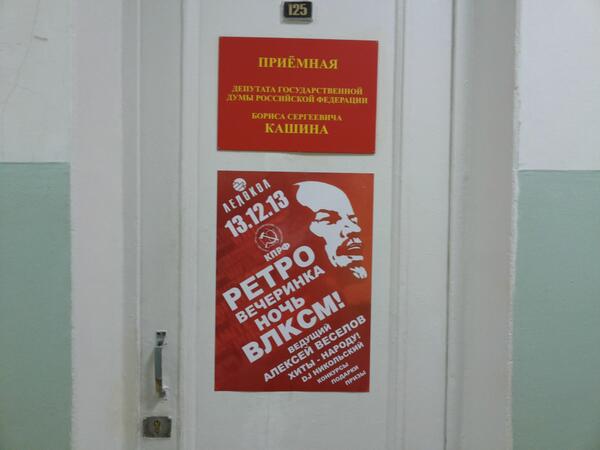 125
ПРИЁМНАЯ
ДЕПУТАТА ГОСУДАРСТВЕННОЙ
ДУМЫ РОССИЙСКОЙ ФЕДЕРАЦИИ
БОРИСА СЕРГЕЕВИЧА
КАШИНА
ЛЕДОКОЛ
13.12.13
КПРФ
РЕТРО
ВЕЧЕРИНКА
НОЧЬ
ВЛКСМ!
ВЕДУЩИЙ
АЛЕКСЕЙ ВЕСЕЛОВ
ХИТЫ - НАРОДУ!
DJ НИКОЛЬСКИЙ
КОНКУРСЫ
ПОДАРКИ
ПРИЗЫ